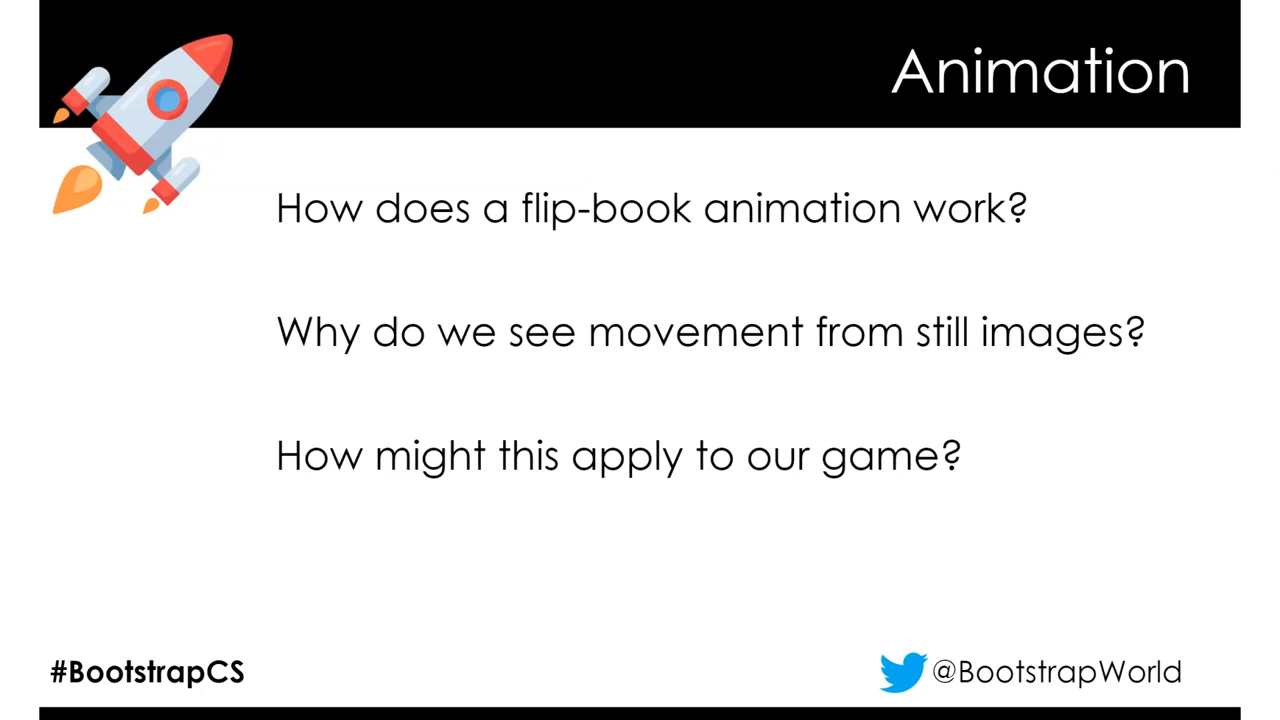 Animation
How does a flip-book animation work?
Why do we see movement from still images?
How might this apply to our game?
#BootstrapCS
@BootstrapWorld